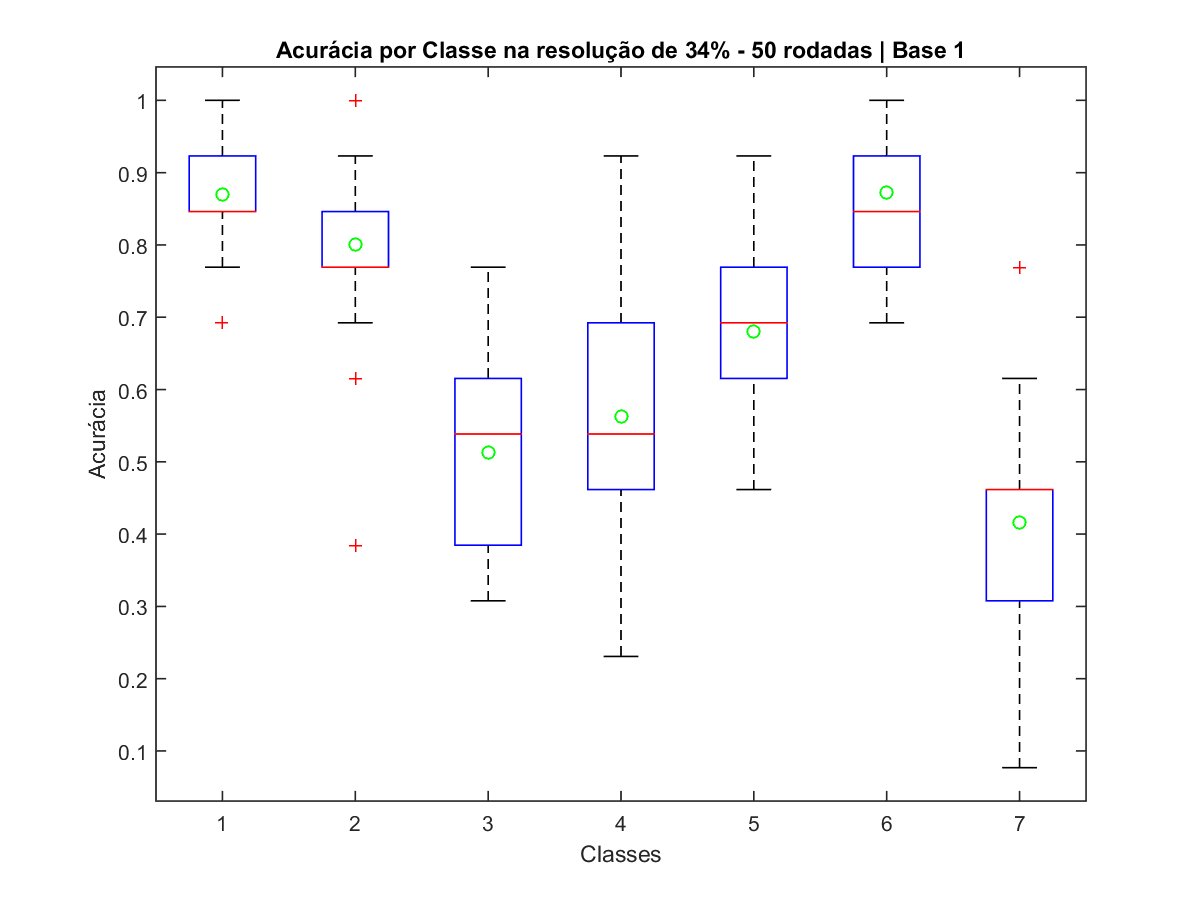 Acurácia por Classe na resolução de 34% - 50 rodadas | Base 1
1
0.9
0.8
0.7
0.6
0.5
0.4
0.3
0.2
0.1
Acurácia
1 2 3 4 5 6 7
Classes